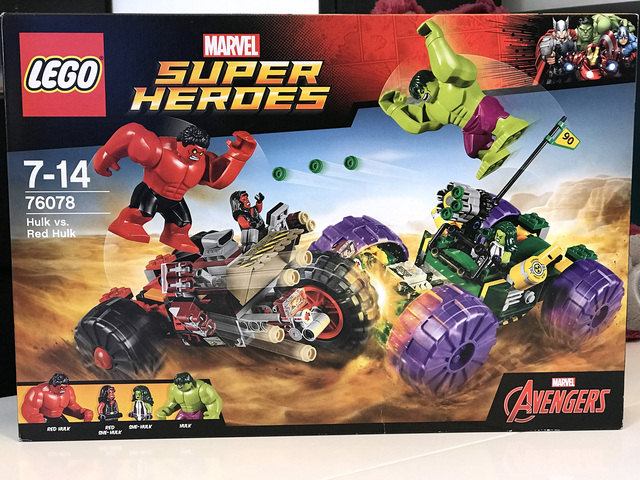 LEGO
MARVEL
SUPER
HEROES
7-14
76078
Hulk vs.
Red Hulk
90
RED HULK
RED
SHE-HULK
SHE-HULK
HULK
MARVEL
AVENGERS